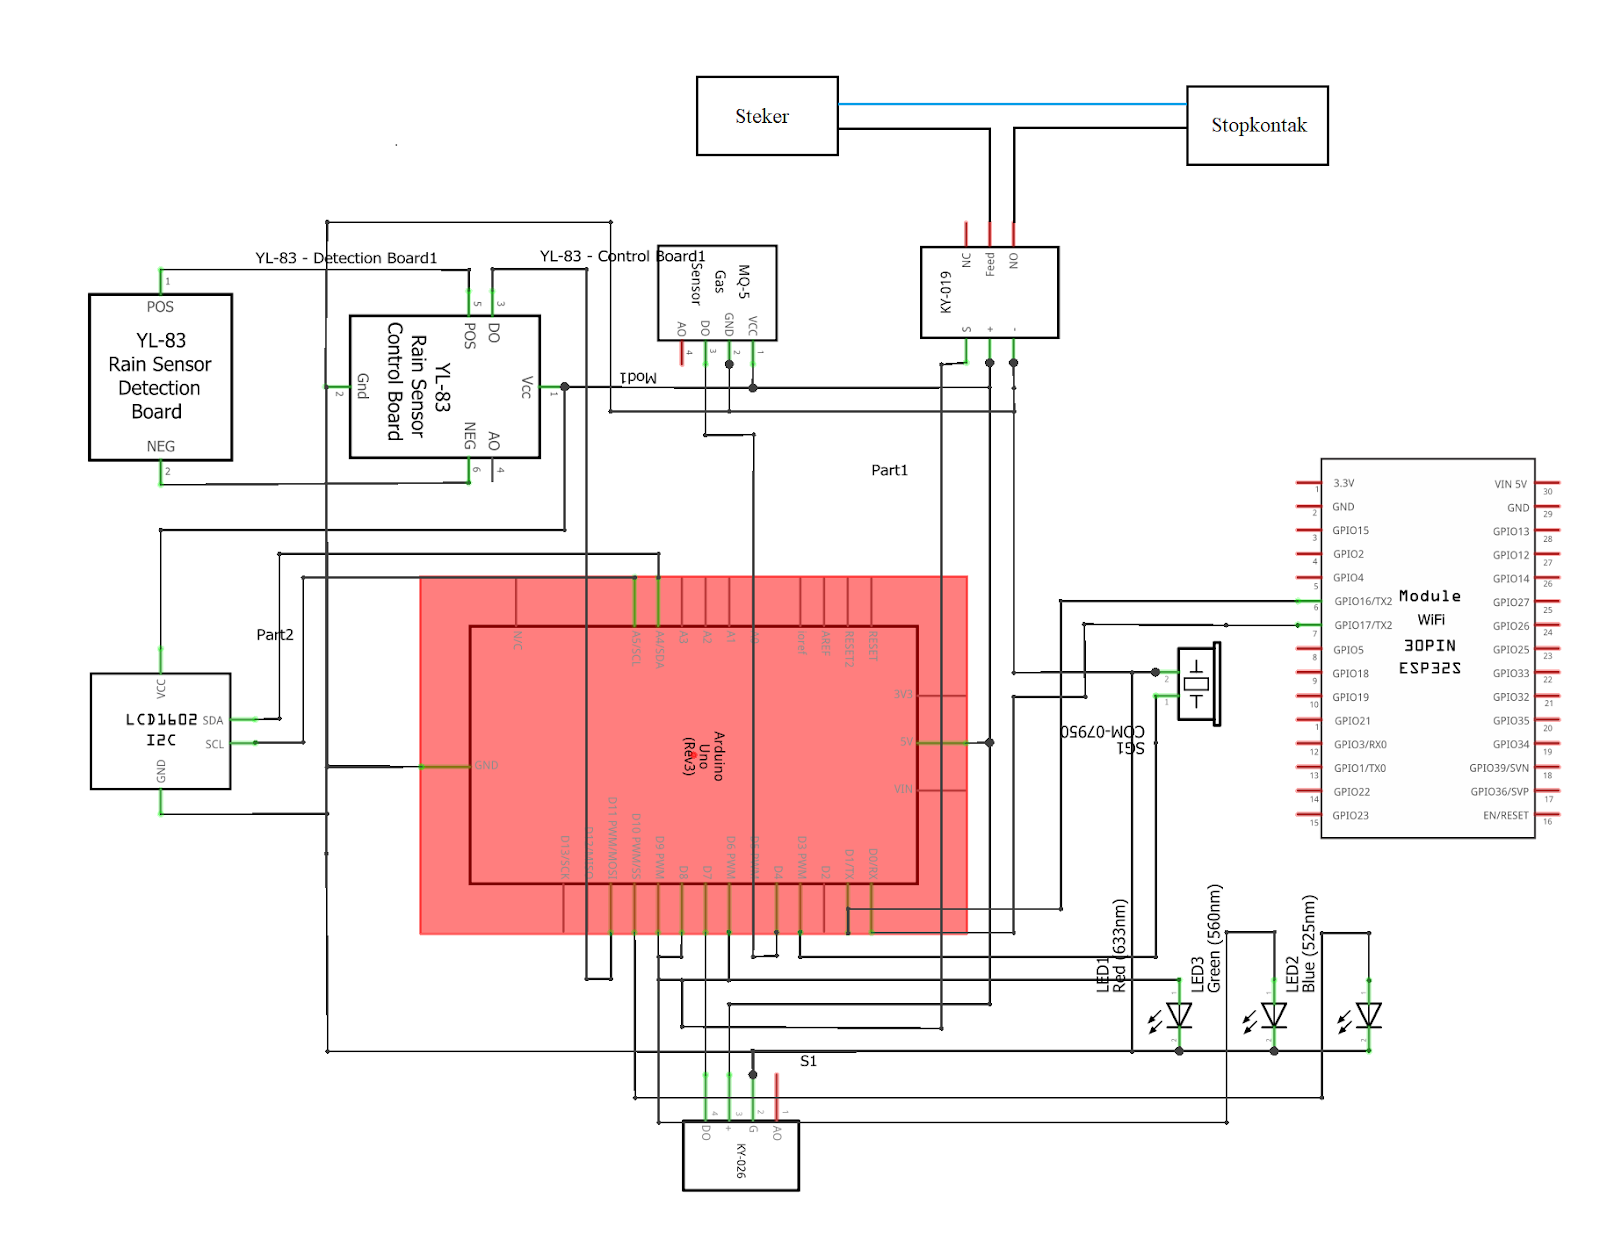 Steker
Stopkontak
YL-83 - Detection Board1
YL-83 - Control Board1
1
POS
YL-83
Rain Sensor
Detection
Board
NEG
2
5
3
POS
DO
YL-83
Rain Sensor
Control Board
Gnd
2
Vcc
1
NEG
AO
6
4
MQ-5
Gas
Sensor
AO
DO
GND
VCC
4
3
2
1
Mod1
KY-019
NC
Feed
NO
S
+
-
Part1
Part2
VCC
LCD1602
I2C
SDA
SCL
GND
N/C
A5/SCL
A4/SDA
A3
A2
A1
A0
ioref
AREF
RESET2
RESET
3V3
5V
VIN
GND
Arduino
Uno
(Rev3)
D13/SCK
D12/MISO
D11 PWM/MOSI
D10 PWM/SS
D9 PWM
D8
D7
D6 PWM
D5 PWM
D4
D3 PWM
D2
D1/TX
D0/RX
2
1
COM-07950
SG1
Module
WiFi
30PIN
ESP32S
1 3.3V
2 GND
3 GPIO15
4 GPIO2
5 GPIO4
6 GPIO16/TX2
7 GPIO17/TX2
8 GPIO5
9 GPIO18
10 GPIO19
1 GPIO21
12 GPIO3/RX0
13 GPIO1/TX0
14 GPIO22
15 GPIO23
VIN 5V 30
GND 29
GPIO13 28
GPIO12 27
GPIO14 26
GPIO27 25
GPIO26 24
GPIO25 23
GPIO33 22
GPIO32 21
GPIO35 20
GPIO34 19
GPIO39/SVN 18
GPIO36/SVP 17
EN/RESET 16
LED1
Red (633nm)
LED3
Green (560nm)
LED2
Blue (525nm)
1
2
1
2
1
2
S1
4
3
2
1
DO
+
G
AO
KY-026